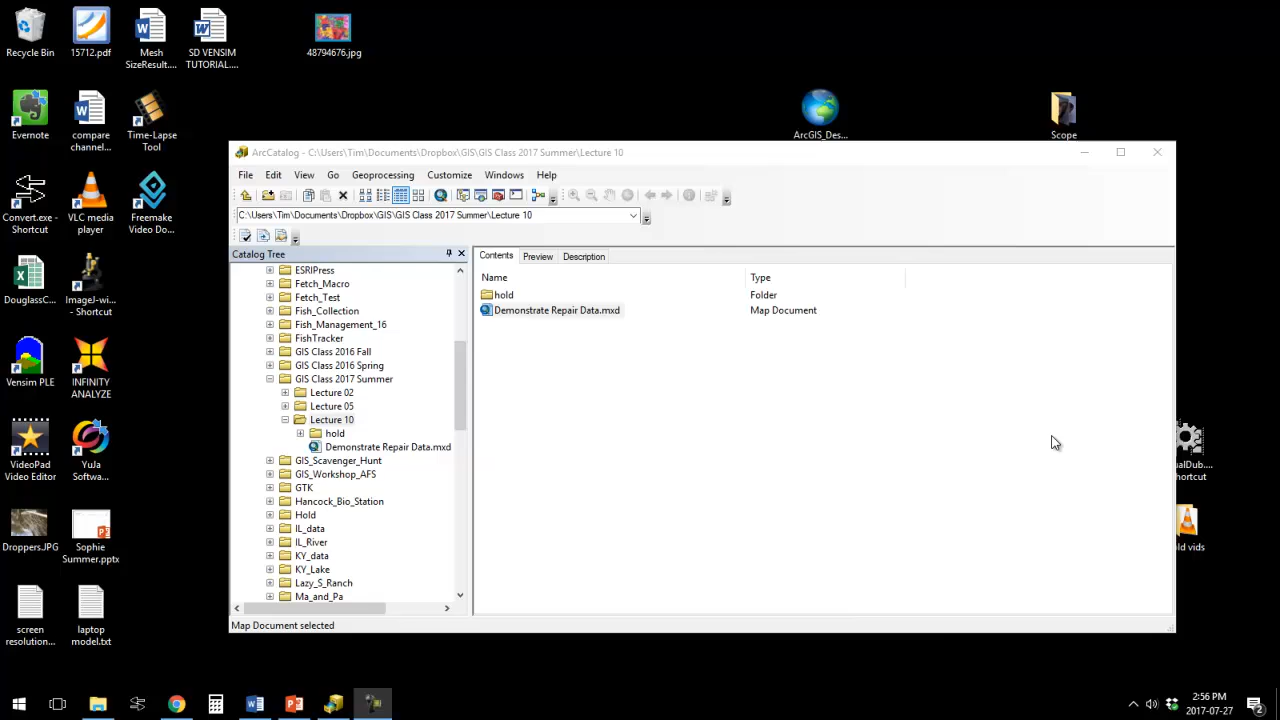 Recycle Bin
15712.pdf
Mesh
SizeResult....
SD VENSIM
TUTORIAL....
48794676.jpg
Evernote
compare
channel...
Time-Lapse
Tool
ArcGIS_Des...
Scope
ArcCatalog - C:\Users\Tim\Documents\Dropbox\GIS\GIS Class 2017 Summer\Lecture 10
File Edit View Go Geoprocessing Customize Windows Help
C:\Users\Tim\Documents\Dropbox\GIS\GIS Class 2017 Summer\Lecture 10
Convert.exe -
Shortcut
VLC media
player
Freemake
Video Do...
Catalog Tree
Contents Preview Description
ESRIPress
Fetch_Macro
Fetch_Test
Fish_Collection
Fish_Management_16
FishTracker
GIS Class 2016 Fall
GIS Class 2016 Spring
GIS Class 2017 Summer
Lecture 02
Lecture 05
Lecture 10
hold
Demonstrate Repair Data.mxd
GIS_Scavenger_Hunt
GIS_Workshop_AFS
GTK
Hancock_Bio_Station
Hold
IL_data
IL_River
KY_data
KY_Lake
Lazy_S_Ranch
Ma_and_Pa
Name Type
hold Folder
Demonstrate Repair Data.mxd Map Document
Map Document selected
DouglassC...
ImageJ-wi...
- Shortcut
Vensim PLE
INFINITY
ANALYZE
VideoPad
Video Editor
YuJa
Softwa...
ualDub....
hortcut
Droppers.JPG
Sophie
Summer.pptx
ld vids
screen
resolution...
laptop
model.txt
2:56 PM
2017-07-27
2